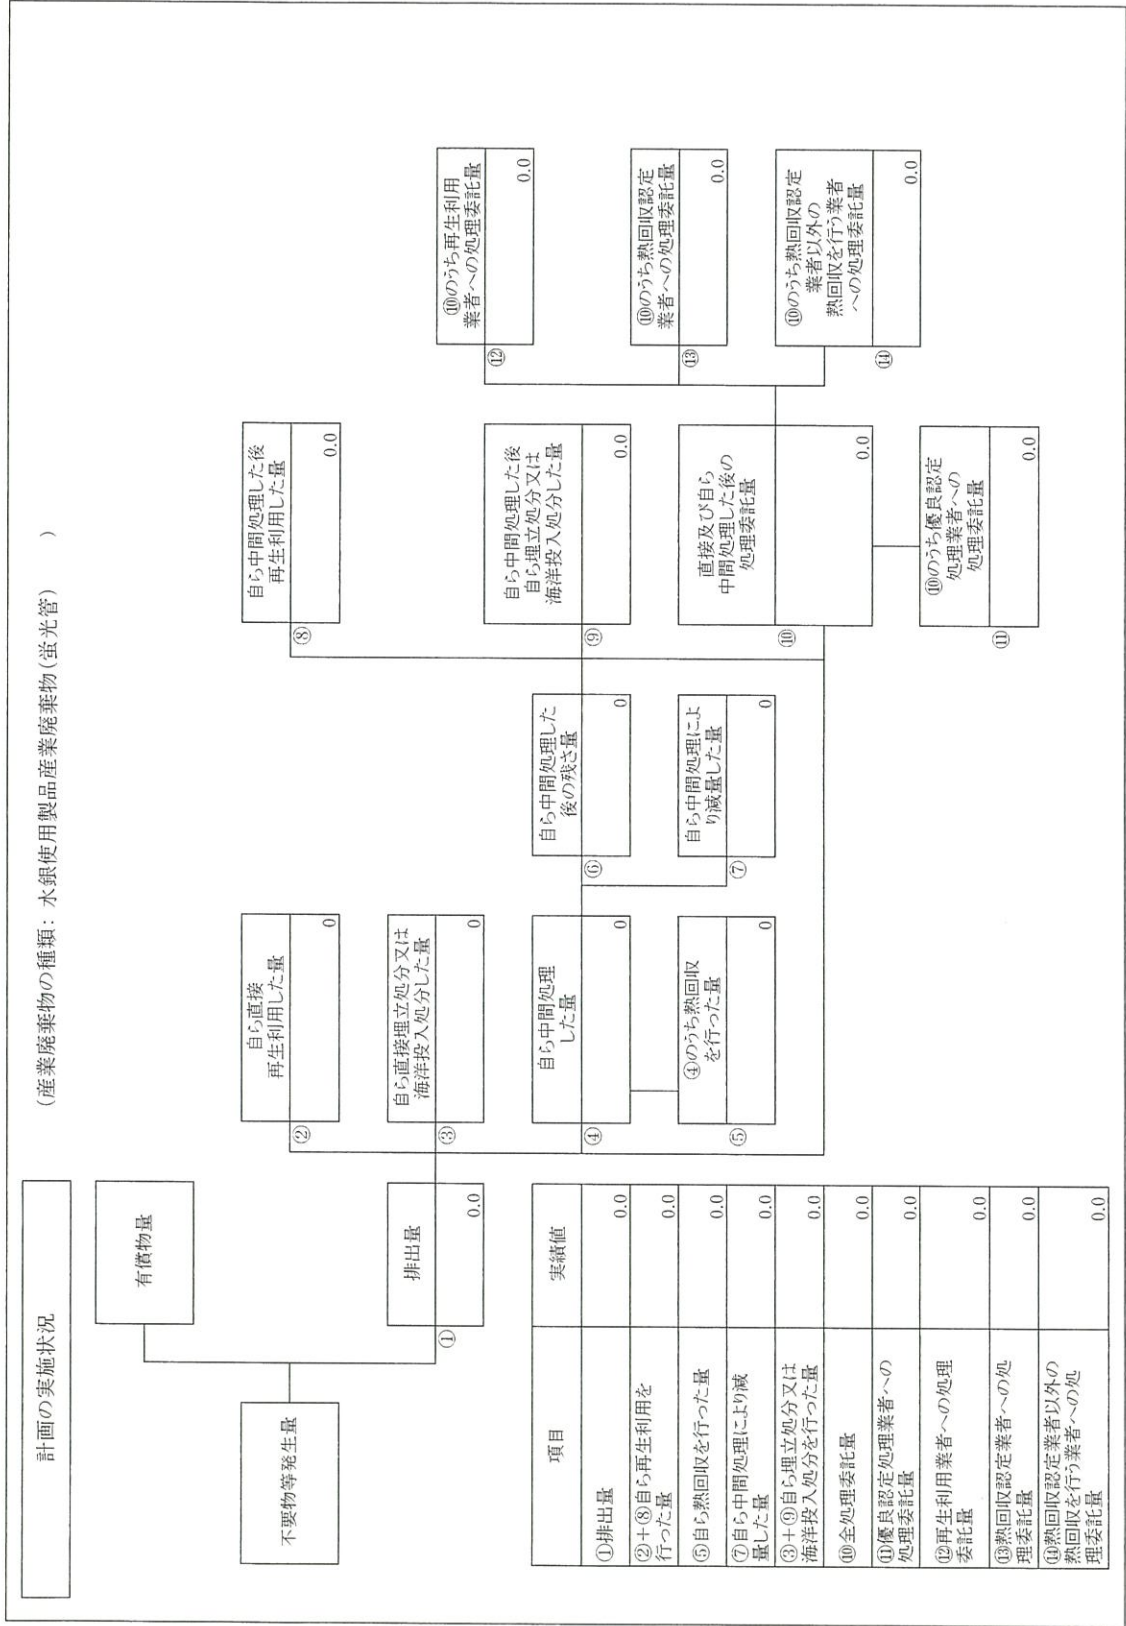 計画の実施状況
(産業廃棄物の種類: 水銀使用製品産業廃棄物(蛍光管) )
不要物等発生量
有償物量
①
排出量
0.0
②
自ら直接
再生利用した量
0
③
自ら直接埋立処分又は
海洋投入処分した量
0
④
自ら中間処理
した量
0
⑤
④のうち熱回収
を行った量
0
⑥
自ら中間処理した
後の残さ量
0
⑦
自ら中間処理によ
り減量した量
0
⑧
自ら中間処理した後
再生利用した量
0.0
⑨
自ら中間処理した後
自ら埋立処分又は
海洋投入処分した量
0.0
⑩
直接及び自ら
中間処理した後の
処理委託量
0.0
⑪
⑩のうち優良認定
処理業者への
処理委託量
0.0
⑫
⑩のうち再生利用
業者への処理委託量
0.0
⑬
⑩のうち熱回収認定
業者への処理委託量
0.0
⑭
⑩のうち熱回収認定
業者以外の
熱回収を行う業者
への処理委託量
0.0
項目 実績値
①排出量 0.0
②+⑧自ら再生利用を
行った量 0.0
⑤自ら熱回収を行った量 0.0
⑦自ら中間処理により減
量した量 0.0
③+⑨自ら埋立処分又は
海洋投入処分を行った量 0.0
⑩全処理委託量 0.0
⑪優良認定処理業者への
処理委託量 0.0
⑫再生利用業者への処理
委託量 0.0
⑬熱回収認定業者への処
理委託量 0.0
⑭熱回収認定業者以外の
熱回収を行う業者への処
理委託量 0.0